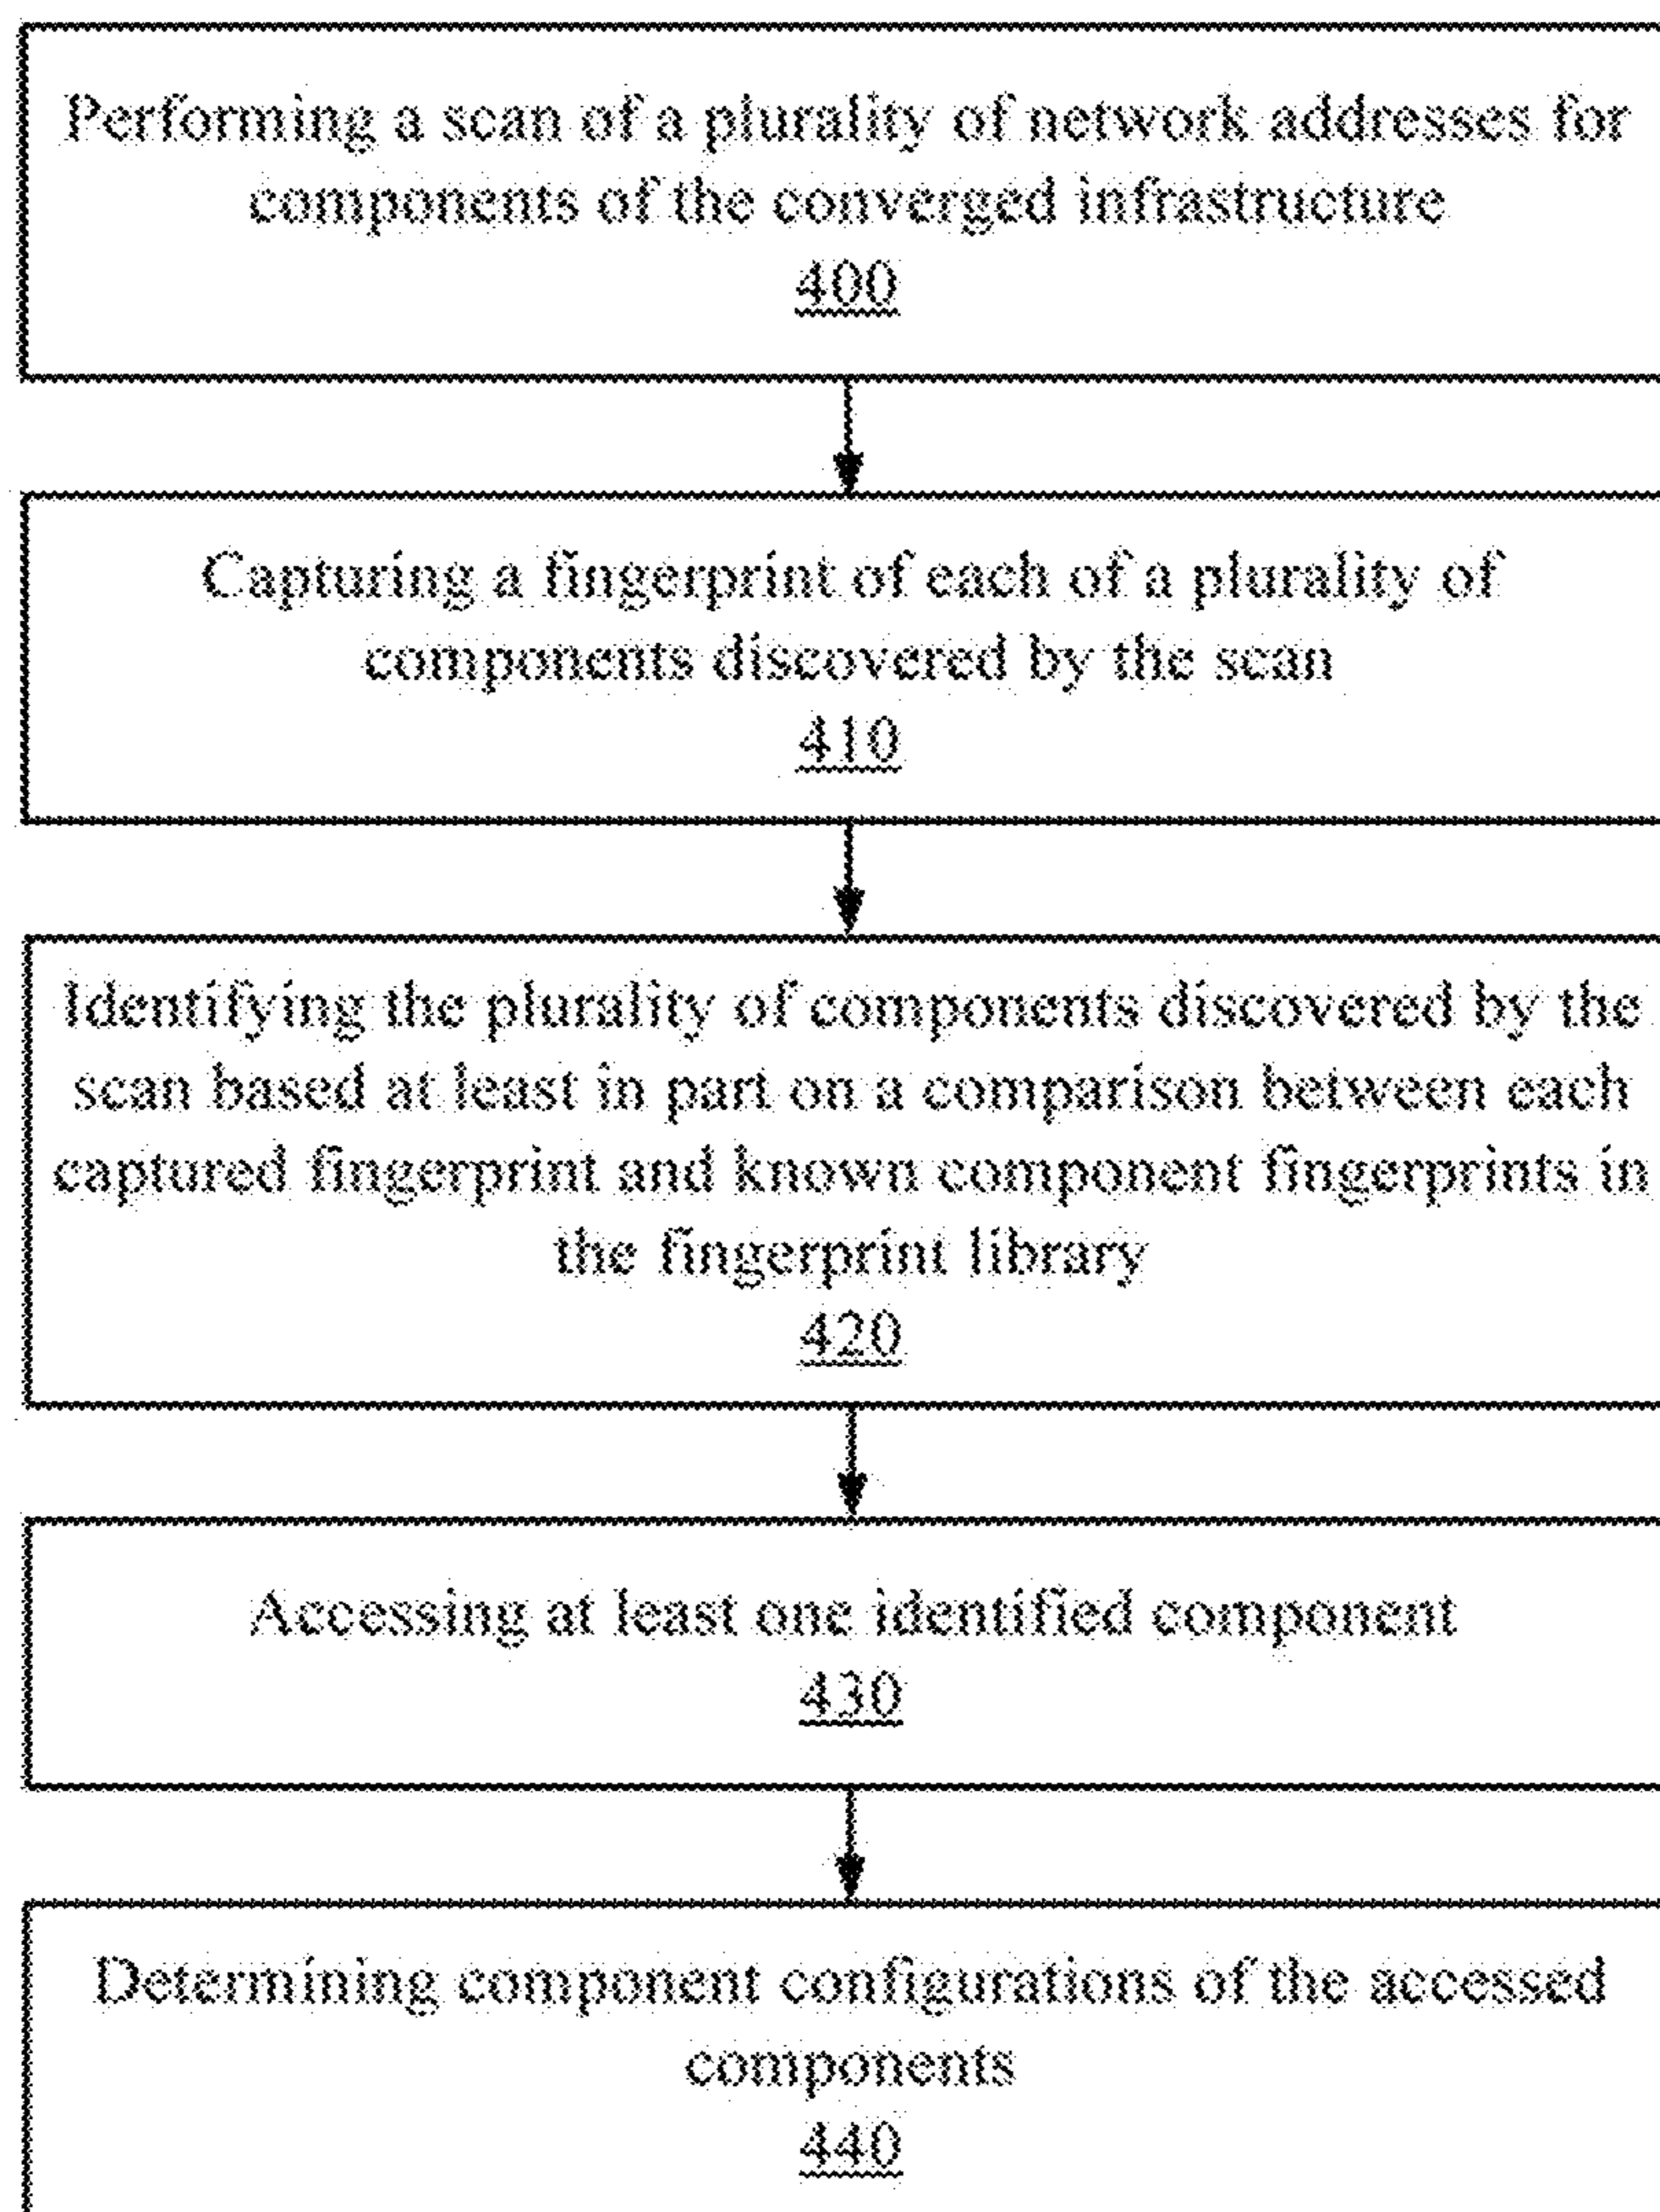 Performing a scan of a plurality of network addresses for
components of the converged infrastructure
400
Capturing a fingerprint of each of a plurality of
components discovered by the scan
410
Identifying the plurality of components discovered by the
scan based at least in part on a comparison between each
captured fingerprint and known component fingerprints in
the fingerprint library
420
Accessing at least one identified component
430
Determining component configurations of the accessed
components
440